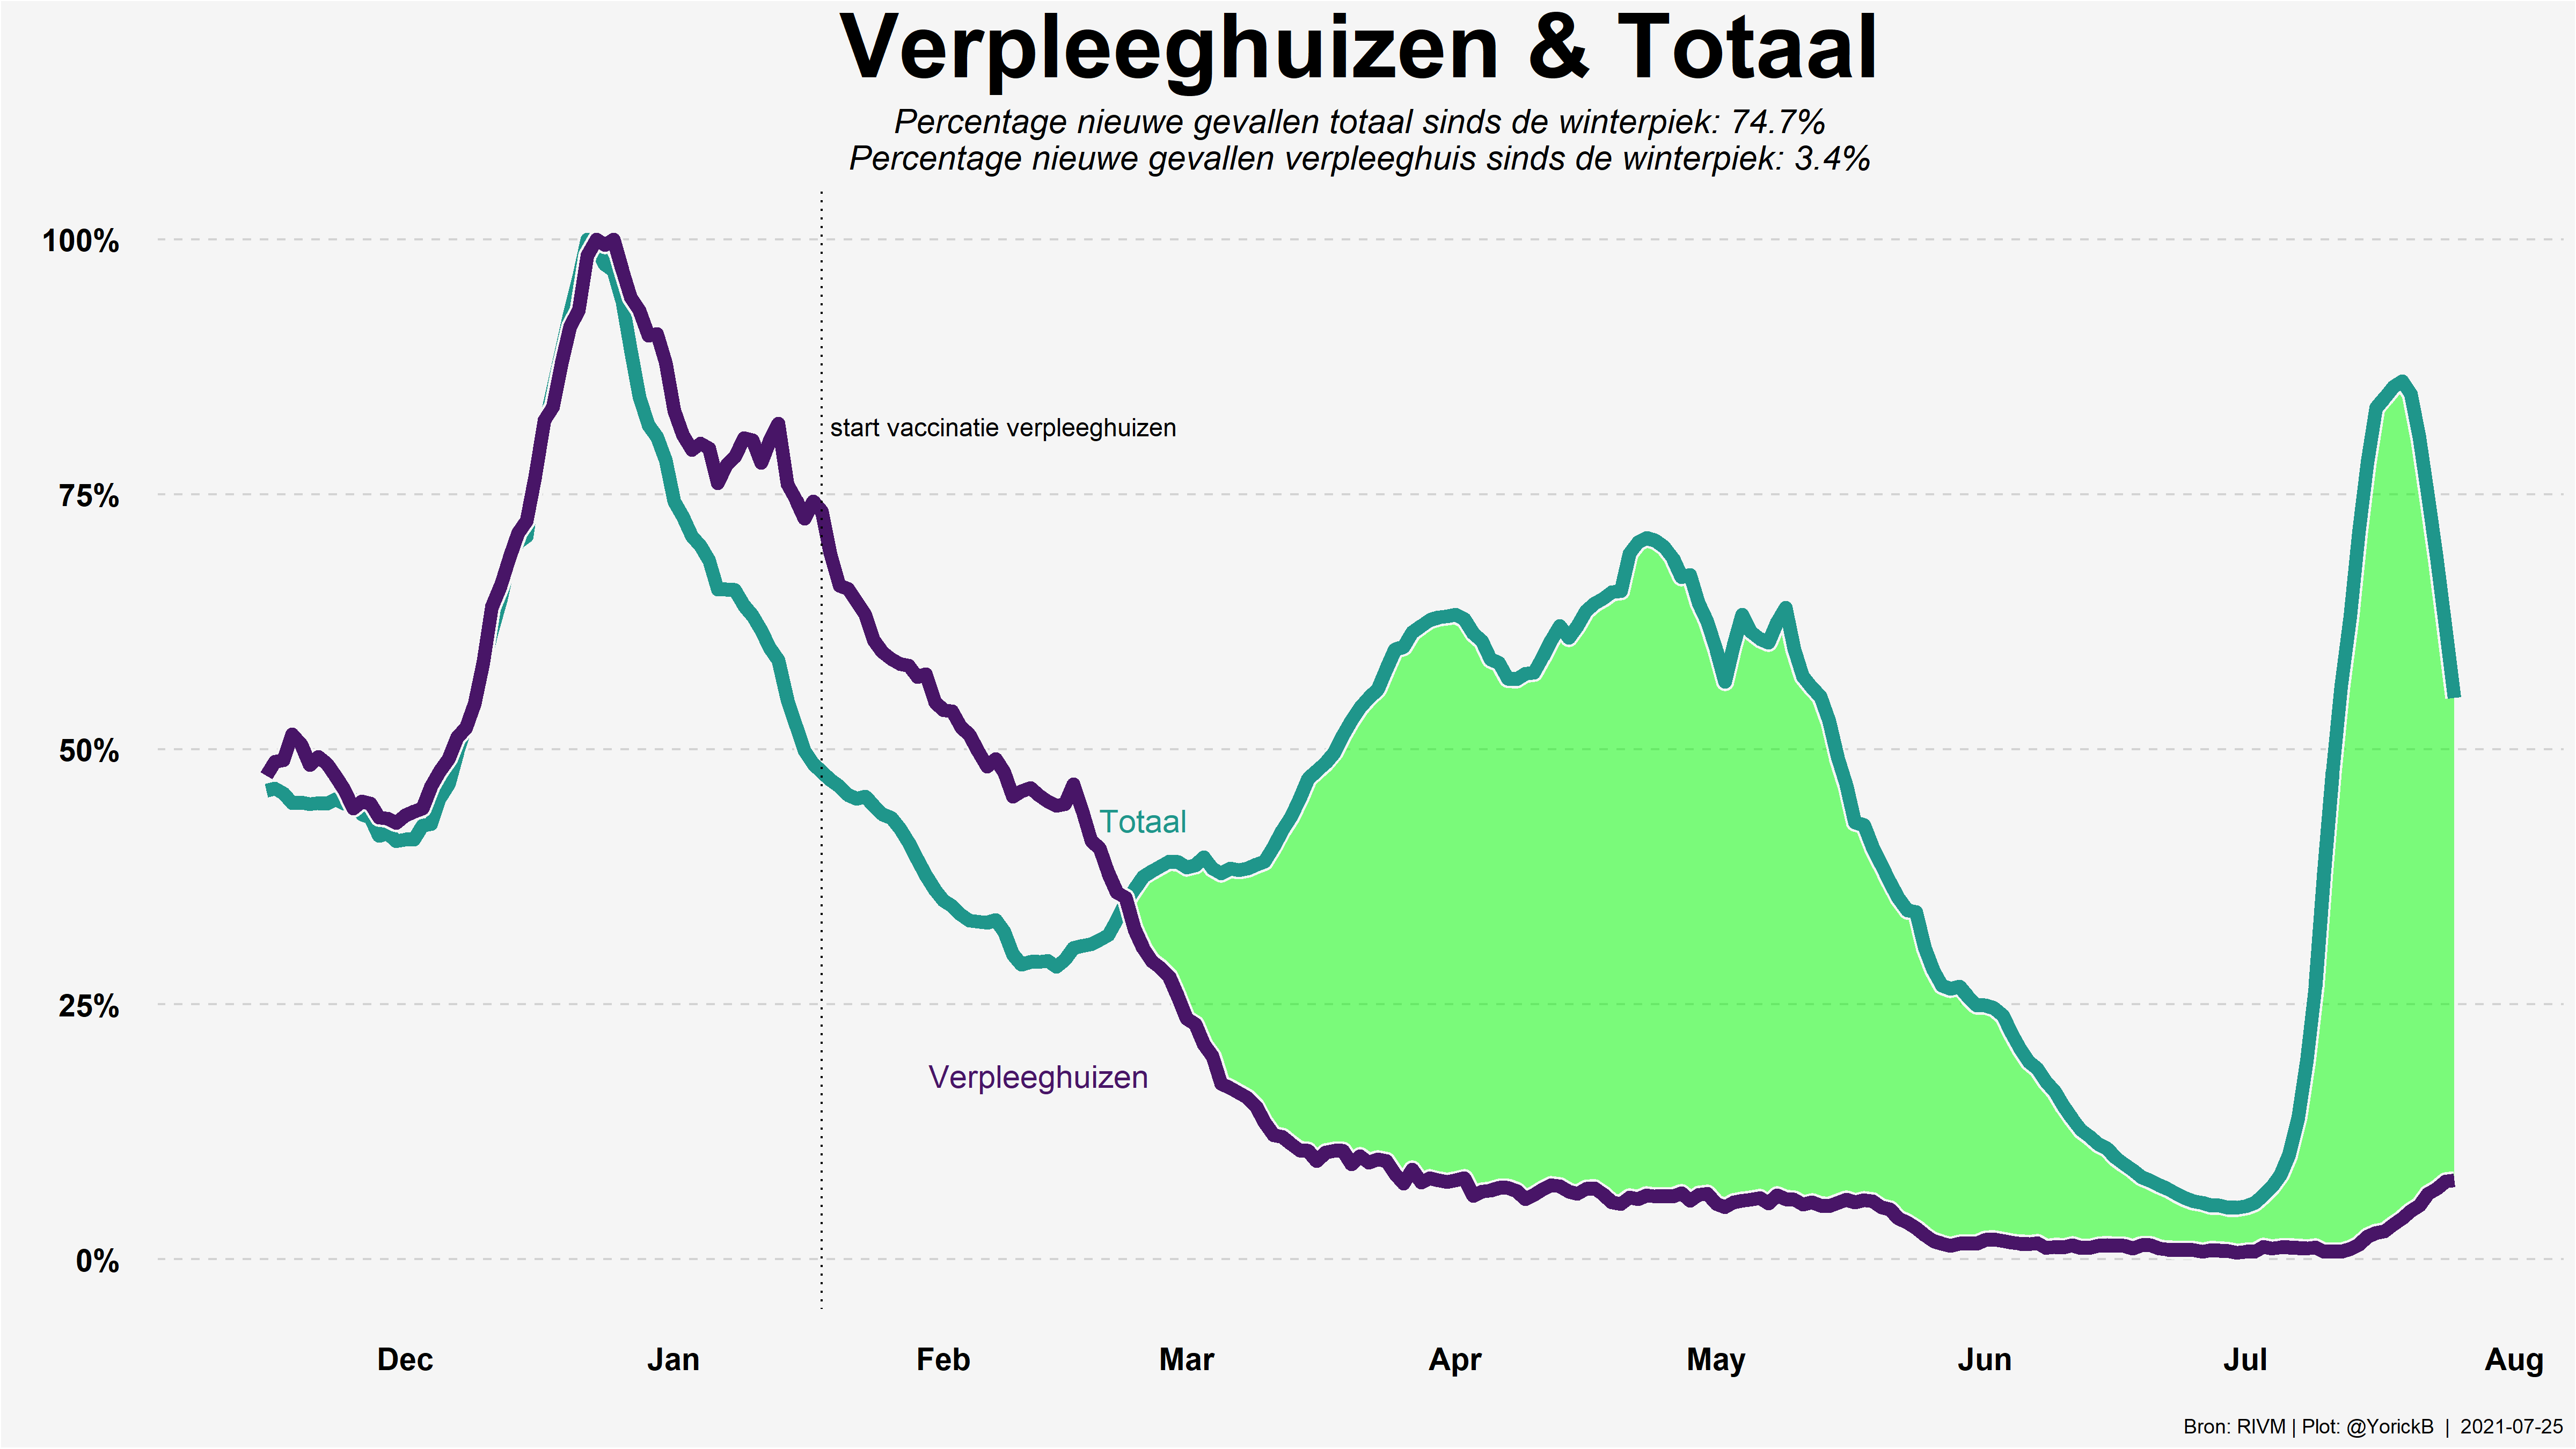 Verpleeghuizen & Totaal
Percentage nieuwe gevallen totaal sinds de winterpiek: 74.7%
Percentage nieuwe gevallen verpleeghuis sinds de winterpiek: 3.4%
100%
start vaccinatie verpleeghuizen
75%
50%
Totaal
25%
Verpleeghuizen
0%
Dec Jan Feb Mar Apr May Jun Jul Aug
Bron: RIVM | Plot: @YorickB | 2021-07-25